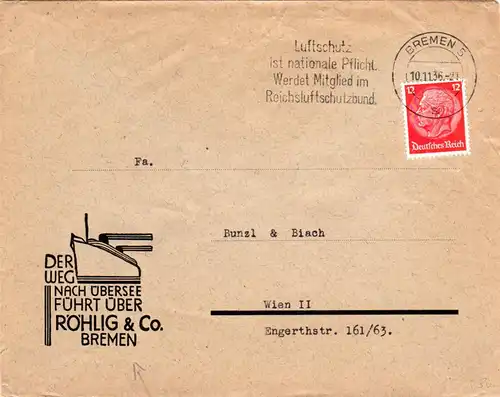 Luftschutz
ist nationale Pflicht.
Werdet Mitglied im
Reichsluftschutzbund.
BREMEN 5
10.11.36.
12 12
Deutsches Reich
Fa.
Bunzl & Biach
DER
WEG
NACH ÜBERSEE
FÜHRT ÜBER
RÖHLIG & Co.
BREMEN
Wien II
Engerthstr. 161/63.